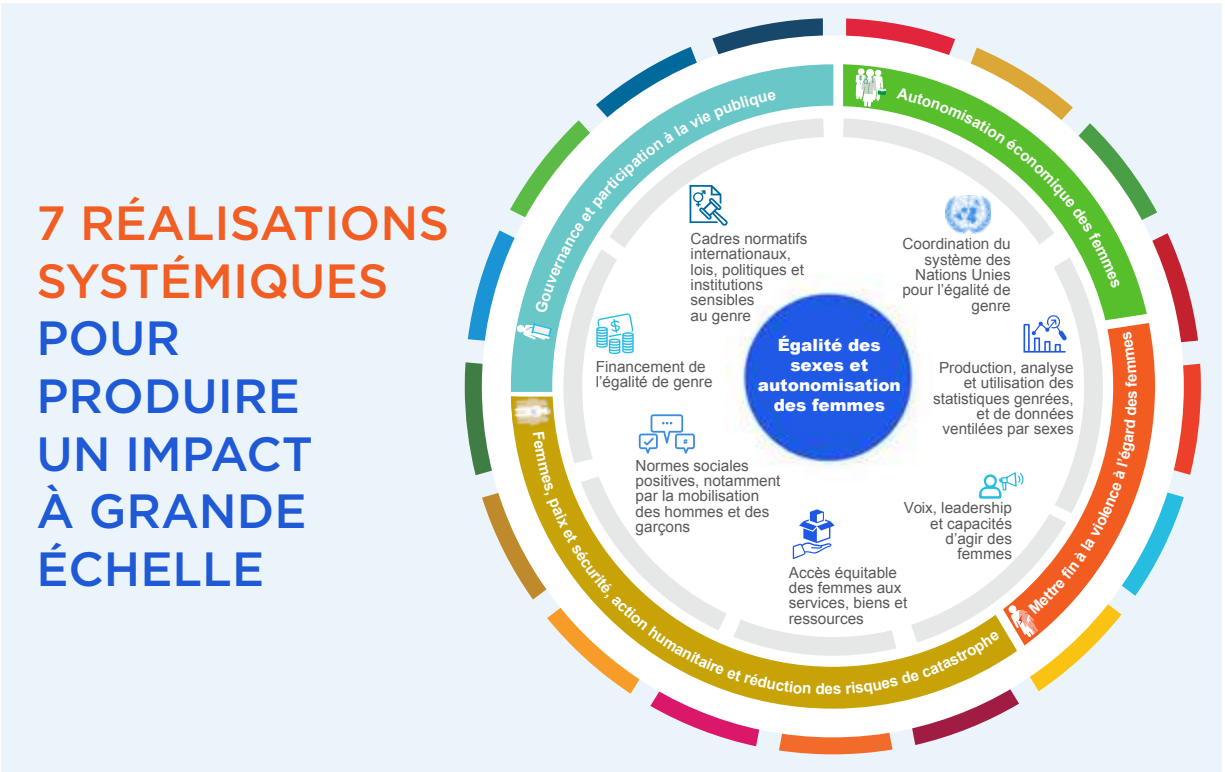 7 RÉALISATIONS
SYSTÉMIQUES
POUR
PRODUIRE
UN IMPACT
À GRANDE
ÉCHELLE
Gouvernance et participation à la vie publique
Autonomisation économique des femmes
Mettre fin à la violence à l'égard des femmes
Femmes, paix et sécurité, action humanitaire et réduction des risques de catastrophe
Cadres normatifs
internationaux,
lois, politiques et
institutions
sensibles
au genre
Coordination du
système des
Nations Unies
pour l'égalité de
genre
Financement de
l'égalité de genre
Égalité des
sexes et
autonomisation
des femmes
Production, analyse
et utilisation des
statistiques genrées,
et de données
ventilées par sexes
Normes sociales
positives, notamment
par la mobilisation
des hommes et des
garçons
Voix, leadership
et capacités
d'agir des
femmes
Accès équitable
des femmes aux
services, biens et
ressources